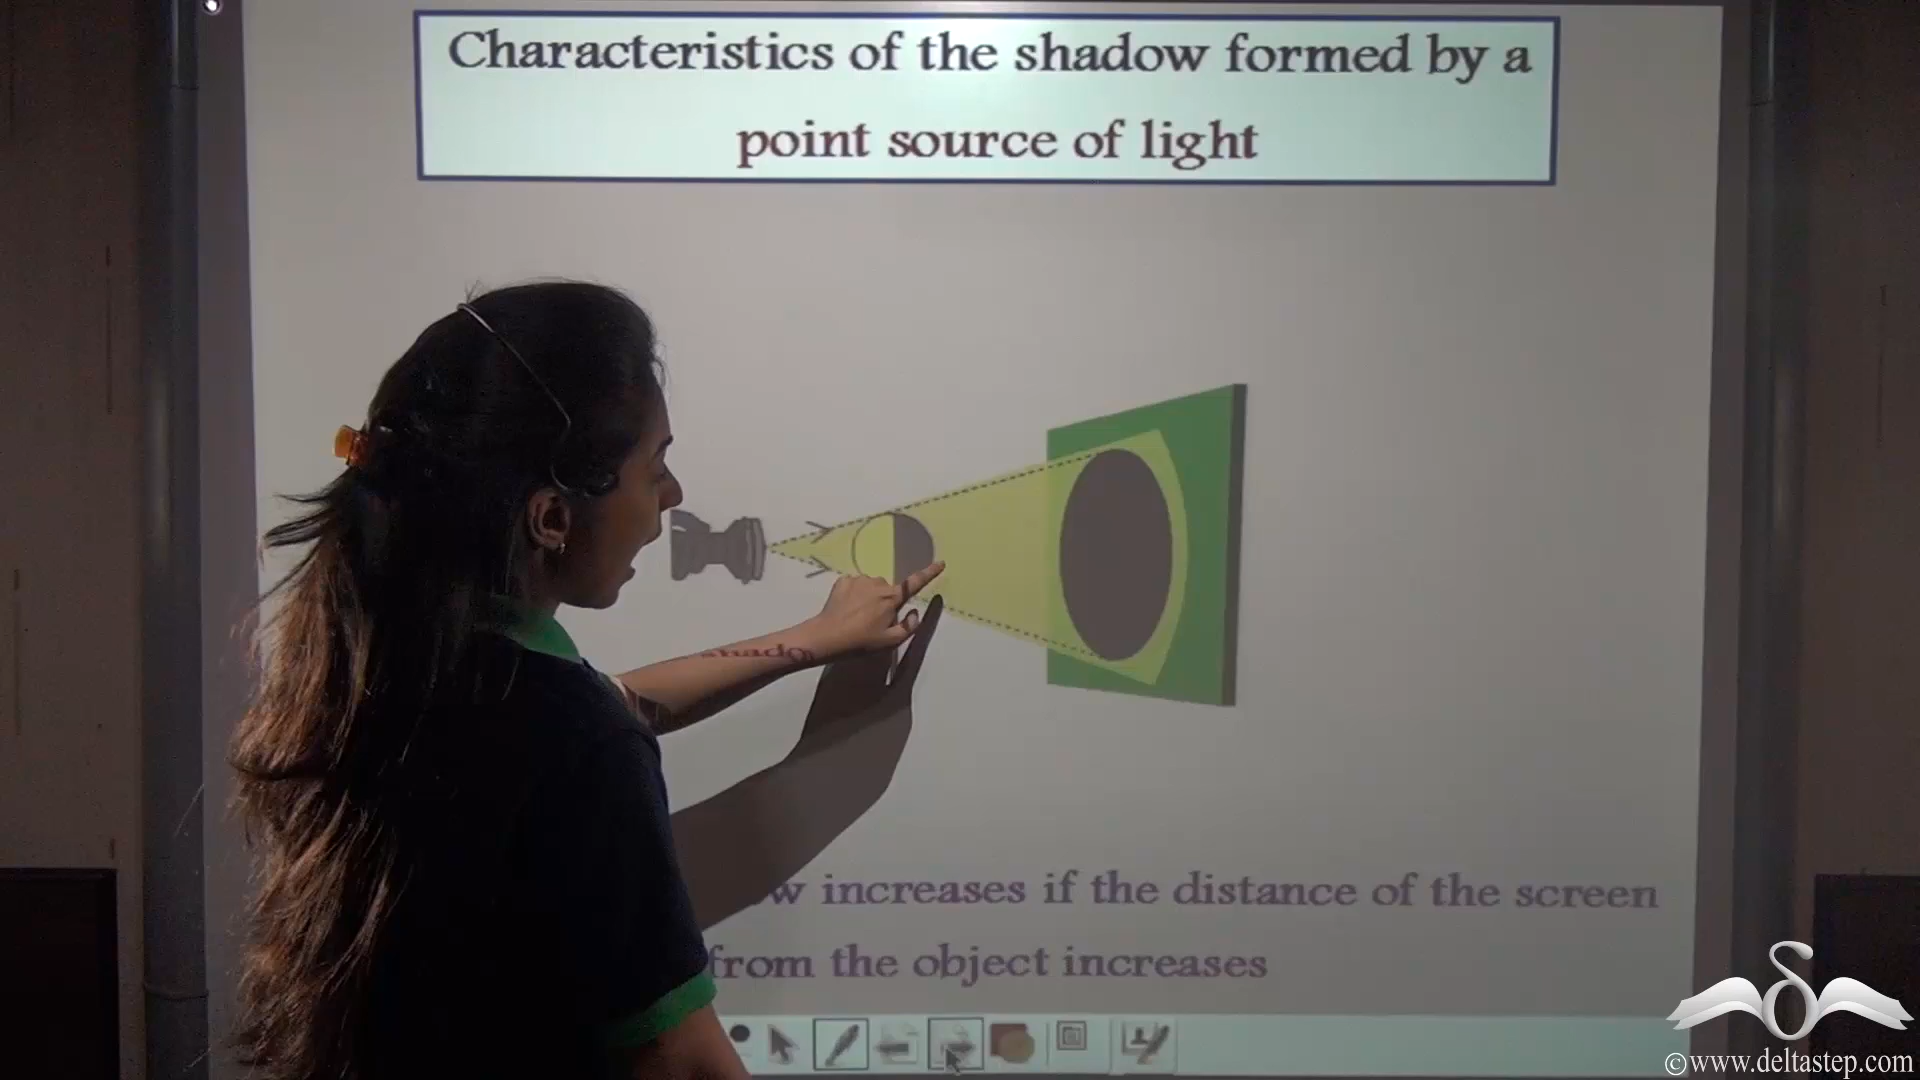 Characteristics of the shadow formed by a
point source of light
w increases if the distance of the screen
from the object increases
©www.deltastep.com